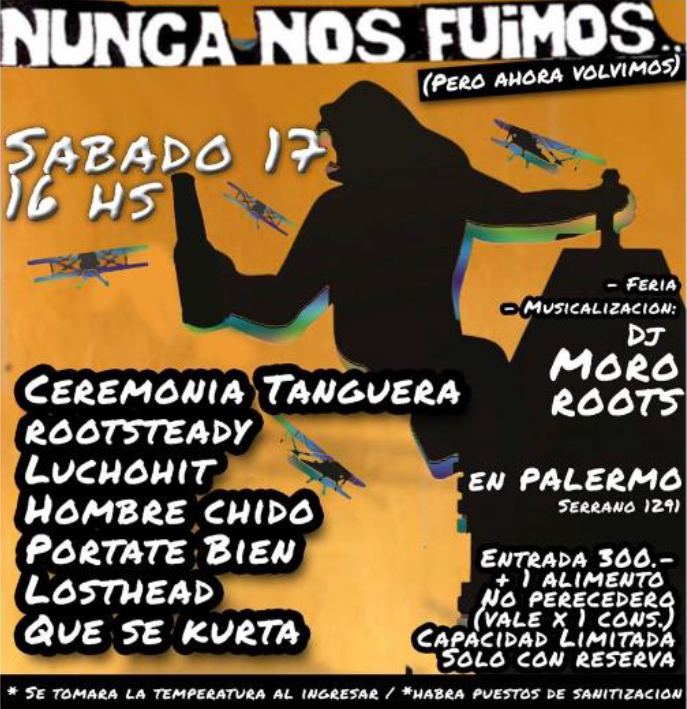 NUNCA NOS FUiMOS..
(PERO AHORA VOLVIMOS)
SABADO 17
16 HS
- FERIA
- MUSICALIZACION:
DJ
MORO
ROOTS
CEREMONIA TANGUERA
ROOTSTEADY
LUCHOHIT
HOMBRE CHIDO
PORTATE BIEN
LOSTHEAD
QUE SE KURTA
EN PALERMO
SERRANO 1291
ENTRADA 300.-
+ 1 ALIMENTO
NO PERECEDERO
(VALE X 1 CONS.)
CAPACIDAD LIMITADA
SOLO CON RESERVA
* SE TOMARA LA TEMPERATURA AL INGRESAR / *HABRA PUESTOS DE SANITIZACION